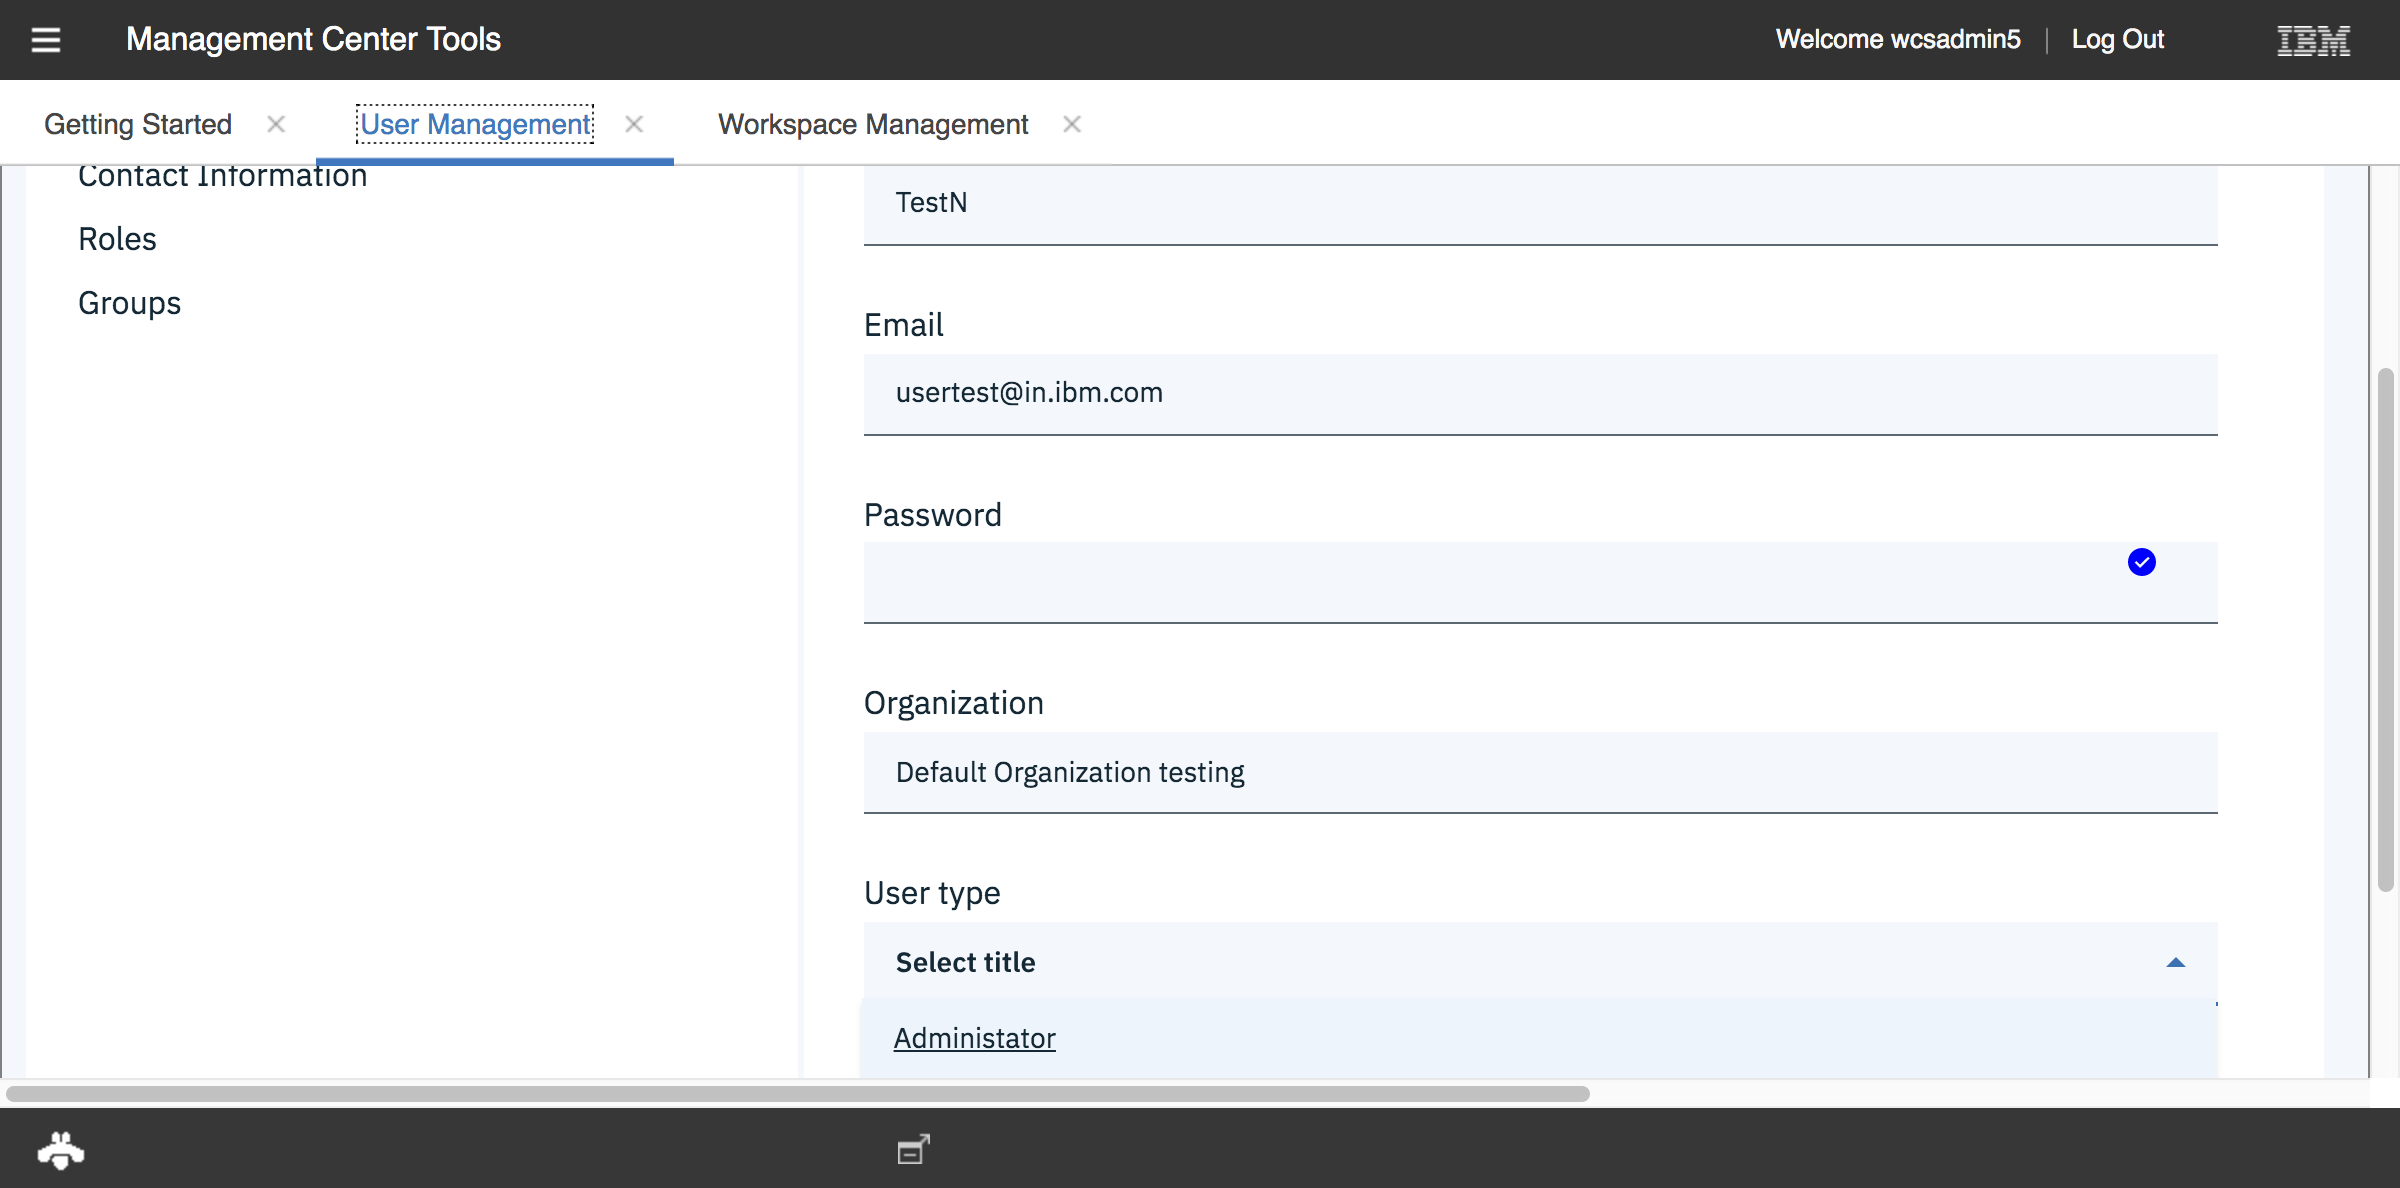 Management Center Tools
Welcome wcsadmin5 | Log Out
IBM
Getting Started
User Management
Workspace Management
Contact Information
Roles
Groups
TestN
Email
usertest@in.ibm.com
Password
Organization
Default Organization testing
User type
Select title
Administator